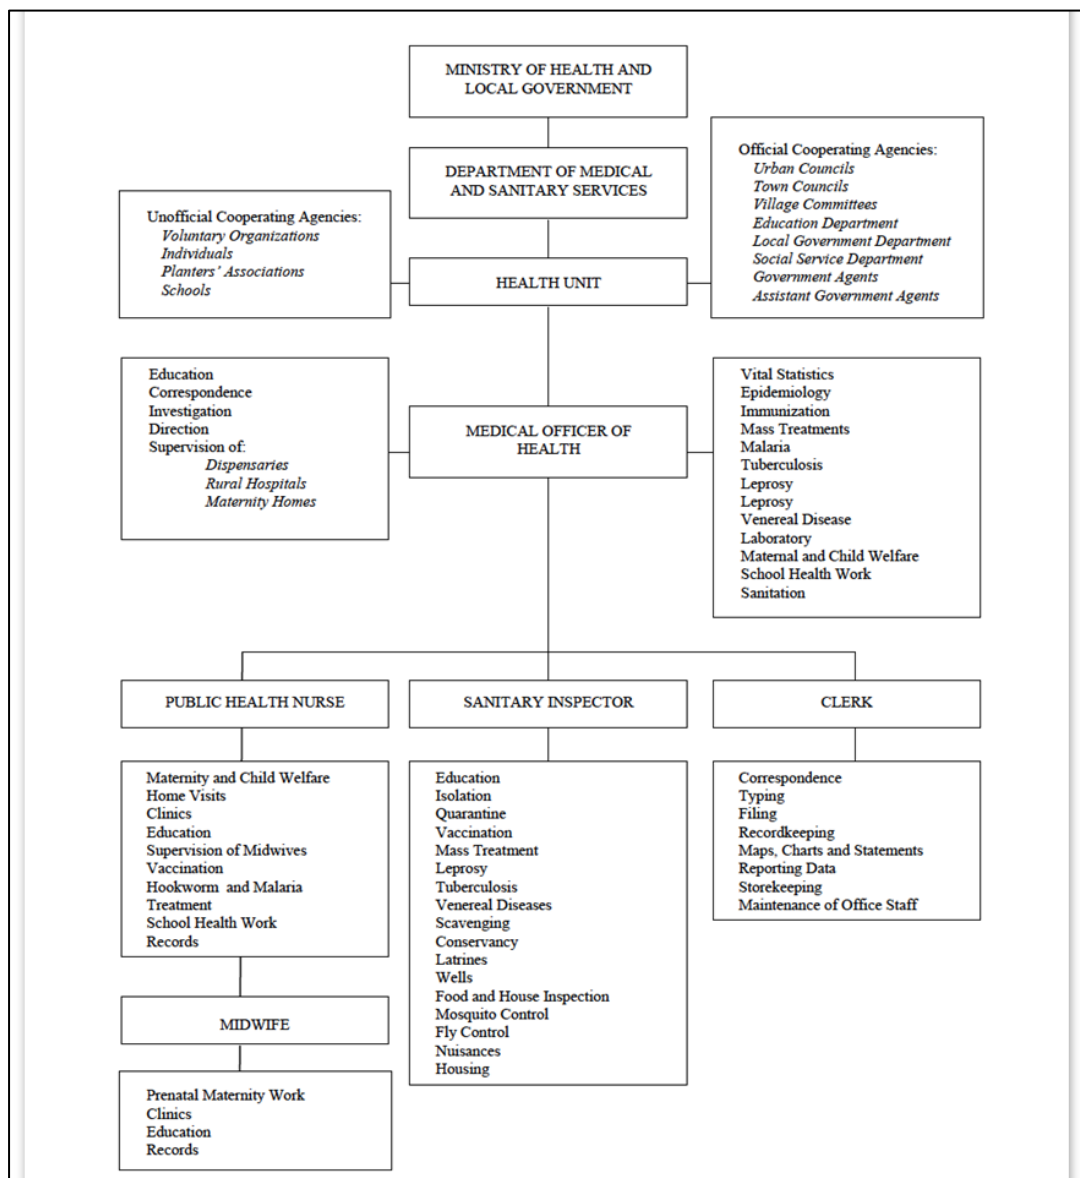 MINISTRY OF HEALTH AND
LOCAL GOVERNMENT
DEPARTMENT OF MEDICAL
AND SANITARY SERVICES
Official Cooperating Agencies:
Urban Councils
Town Councils
Village Committees
Education Department
Local Government Department
Social Service Department
Government Agents
Assistant Government Agents
Unofficial Cooperating Agencies:
Voluntary Organizations
Individuals
Planters' Associations
Schools
HEALTH UNIT
Education
Correspondence
Investigation
Direction
Supervision of:
Dispensaries
Rural Hospitals
Maternity Homes
MEDICAL OFFICER OF
HEALTH
Vital Statistics
Epidemiology
Immunization
Mass Treatments
Malaria
Tuberculosis
Leprosy
Leprosy
Venereal Disease
Laboratory
Maternal and Child Welfare
School Health Work
Sanitation
PUBLIC HEALTH NURSE
SANITARY INSPECTOR
CLERK
Maternity and Child Welfare
Home Visits
Clinics
Education
Supervision of Midwives
Vaccination
Hookworm and Malaria
Treatment
School Health Work
Records
Education
Isolation
Quarantine
Vaccination
Mass Treatment
Leprosy
Tuberculosis
Venereal Diseases
Scavenging
Conservancy
Latrines
Wells
Food and House Inspection
Mosquito Control
Fly Control
Nuisances
Housing
Correspondence
Typing
Filing
Recordkeeping
Maps, Charts and Statements
Reporting Data
Storekeeping
Maintenance of Office Staff
MIDWIFE
Prenatal Maternity Work
Clinics
Education
Records